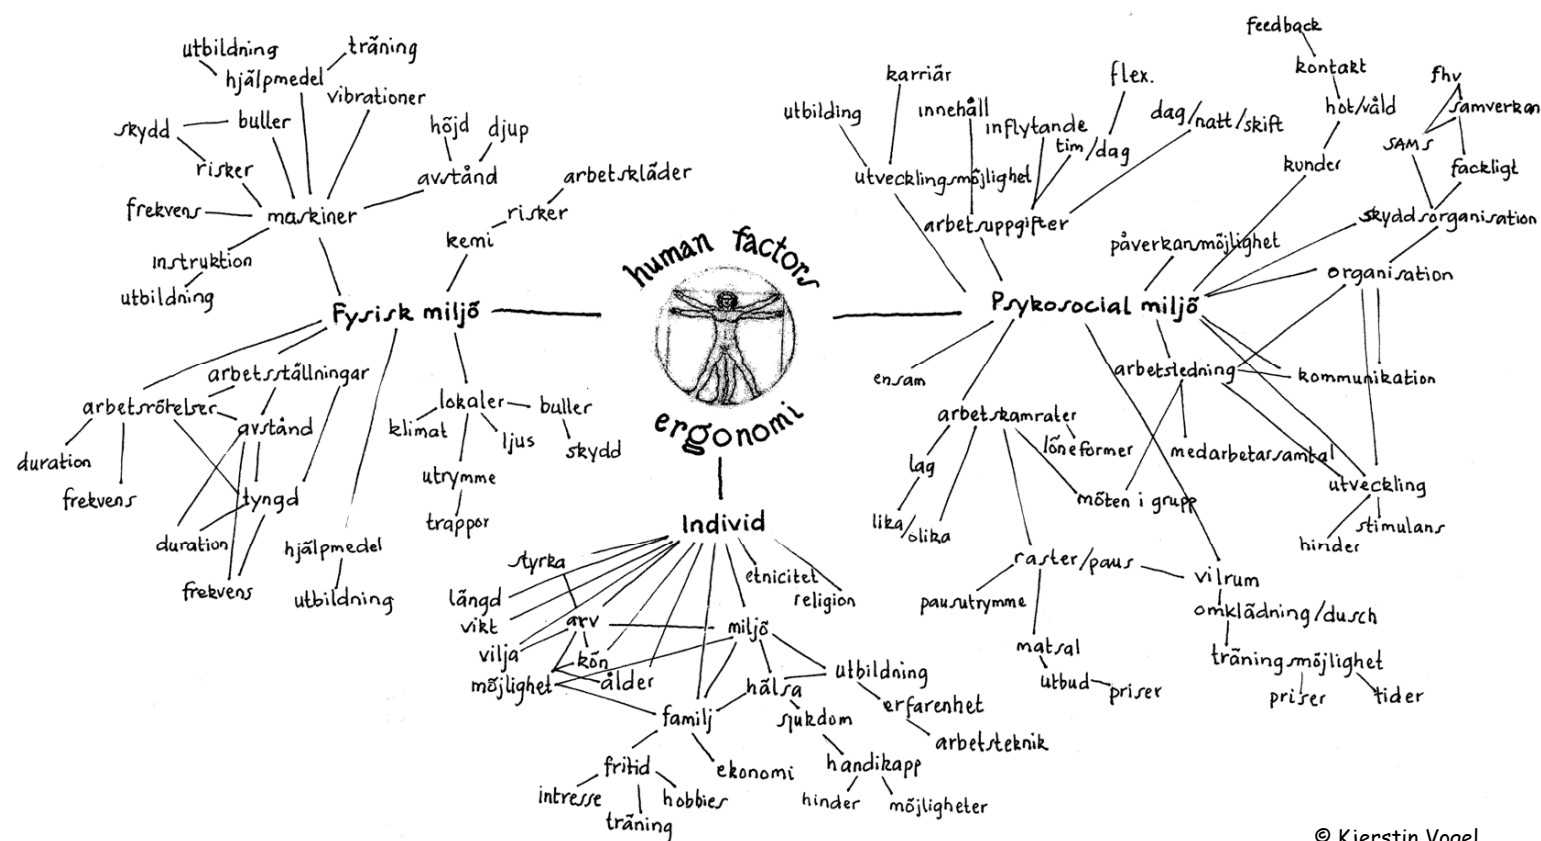 human factors
ergonomi
Fysisk miljö
maskiner
hjälpmedel
utbildning
träning
vibrationer
buller
skydd
risker
frekvens
instruktion
utbildning
avstånd
höjd
djup
kemi
risker
arbetskläder
arbetsställningar
arbetsrörelser
duration
frekvens
avstånd
tyngd
duration
frekvens
hjälpmedel
utbildning
lokaler
klimat
ljus
buller
skydd
utrymme
trappor
Individ
styrka
längd
vikt
vilja
möjlighet
arv
kön
ålder
miljö
etnicitet
religion
familj
fritid
intresse
träning
hobbies
ekonomi
hälsa
sjukdom
handikapp
hinder
möjligheter
utbildning
erfarenhet
arbetsteknik
Psykosocial miljö
utvecklingsmöjlighet
utbilding
karriär
arbetsuppgifter
innehåll
inflytande
tim/dag
flex.
dag/natt/skift
påverkansmöjlighet
kunder
hot/våld
kontakt
feedback
skyddsorganisation
SAMS
fhv
samverkan
fackligt
organisation
kommunikation
arbetsledning
medarbetarsamtal
utveckling
stimulans
hinder
ensam
arbetskamrater
löneformer
lag
lika/olika
möten i grupp
raster/paus
pausutrymme
matsal
utbud
priser
vilrum
omklädning/dusch
träningsmöjlighet
priser
tider
© Kjerstin Vogel